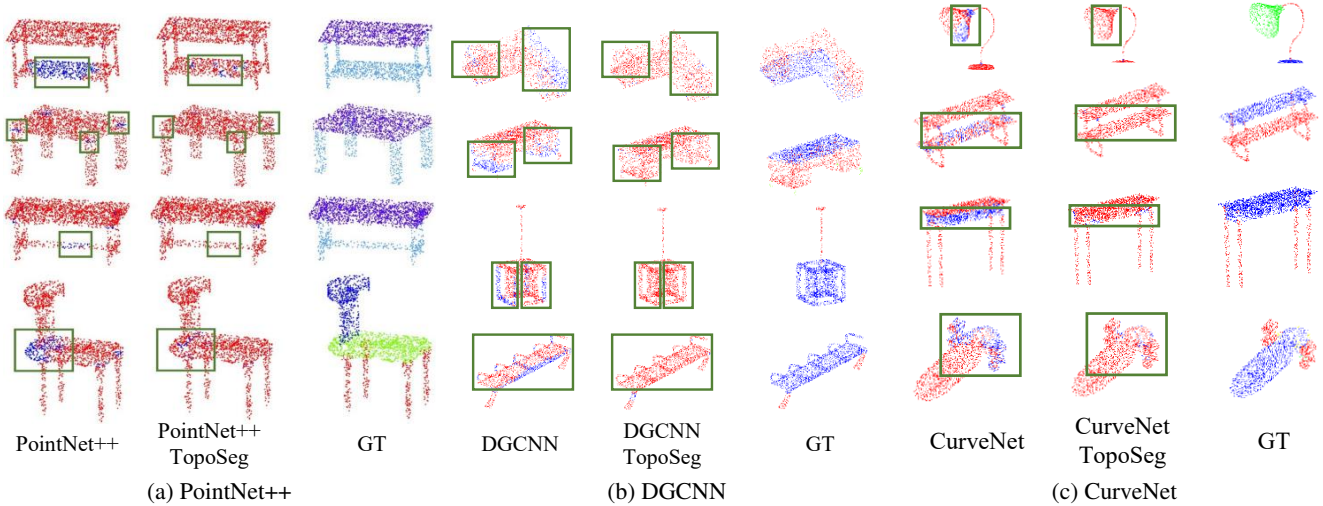 PointNet++
PointNet++
TopoSeg
GT
DGCNN
DGCNN
TopoSeg
GT
CurveNet
CurveNet
TopoSeg
GT
(a) PointNet++
(b) DGCNN
(c) CurveNet